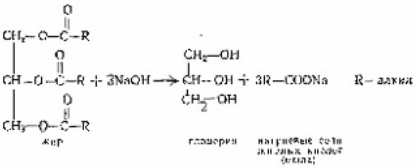 O
CH₂—O—C—R
O
CH₂—OH
CH—O—C—R + 3NaOH → CH—OH + 3R—COONa R— алкил
O
CH₂—OH
CH₂—O—C—R
жир глицерин натриевые соли
жирных кислот
(мыла)